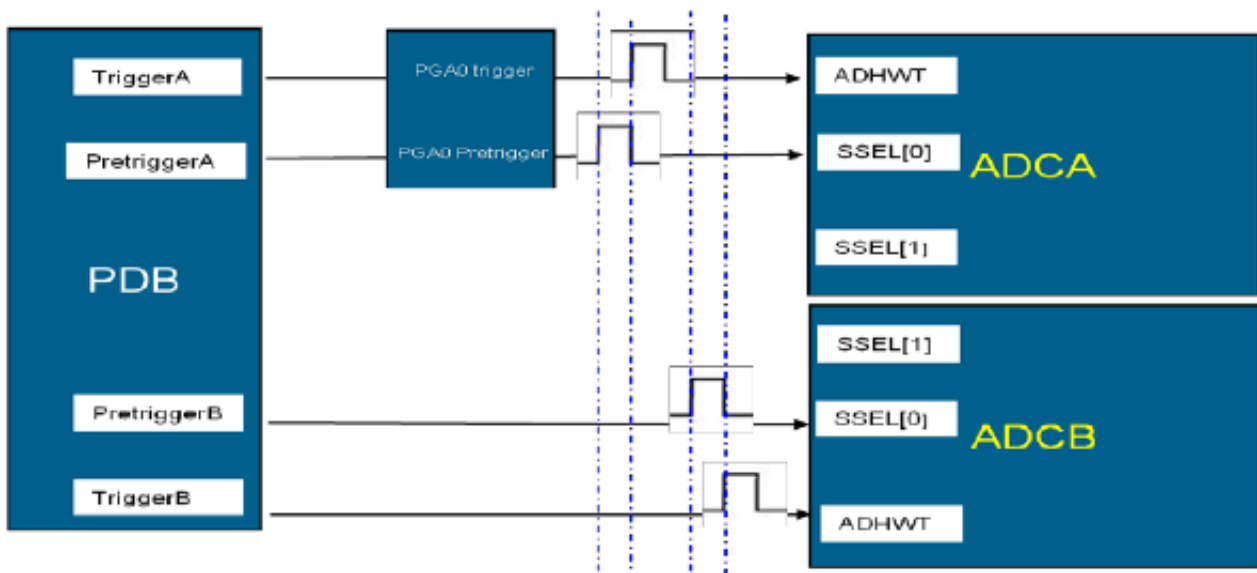 TriggerA
PGA0 trigger
ADHWT
PretriggerA
PGA0 Pretrigger
SSEL[0]
ADCA
SSEL[1]
PDB
SSEL[1]
PretriggerB
SSEL[0]
ADCB
TriggerB
ADHWT